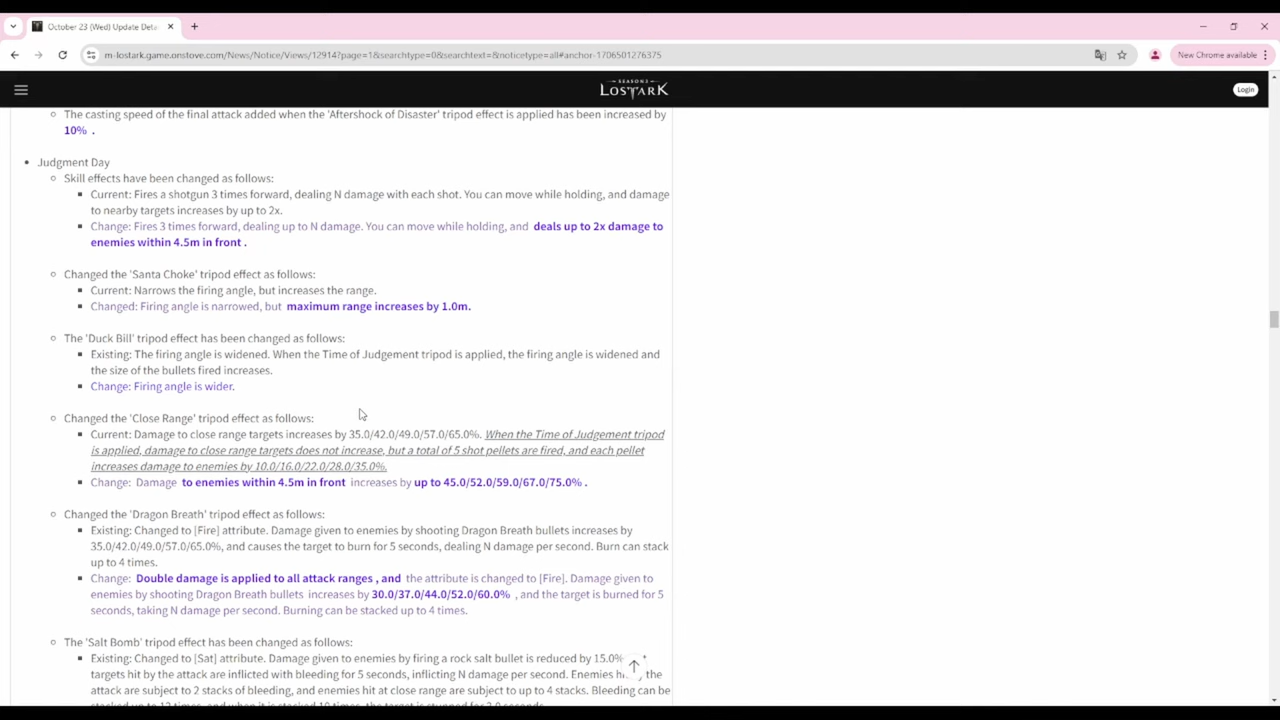 October 23 (Wed) Update Deta
m-lostark.game.onstove.com/News/Notice/Views/12914?page=1&searchtype=0&searchtext=&noticetype=all#anchor-1706501276375
New Chrome available
SEASON3
LOST ARK
Login
The casting speed of the final attack added when the 'Aftershock of Disaster' tripod effect is applied has been increased by
10% .
Judgment Day
Skill effects have been changed as follows:
Current: Fires a shotgun 3 times forward, dealing N damage with each shot. You can move while holding, and damage
to nearby targets increases by up to 2x.
Change: Fires 3 times forward, dealing up to N damage. You can move while holding, and deals up to 2x damage to
enemies within 4.5m in front .
Changed the 'Santa Choke' tripod effect as follows:
Current: Narrows the firing angle, but increases the range.
Changed: Firing angle is narrowed, but maximum range increases by 1.0m.
The 'Duck Bill' tripod effect has been changed as follows:
Existing: The firing angle is widened. When the Time of Judgement tripod is applied, the firing angle is widened and
the size of the bullets fired increases.
Change: Firing angle is wider.
Changed the 'Close Range' tripod effect as follows:
Current: Damage to close range targets increases by 35.0/42.0/49.0/57.0/65.0%. When the Time of Judgement tripod
is applied, damage to close range targets does not increase, but a total of 5 shot pellets are fired, and each pellet
increases damage to enemies by 10.0/16.0/22.0/28.0/35.0%.
Change: Damage to enemies within 4.5m in front increases by up to 45.0/52.0/59.0/67.0/75.0% .
Changed the 'Dragon Breath' tripod effect as follows:
Existing: Changed to [Fire] attribute. Damage given to enemies by shooting Dragon Breath bullets increases by
35.0/42.0/49.0/57.0/65.0%, and causes the target to burn for 5 seconds, dealing N damage per second. Burn can stack
up to 4 times.
Change: Double damage is applied to all attack ranges , and the attribute is changed to [Fire]. Damage given to
enemies by shooting Dragon Breath bullets increases by 30.0/37.0/44.0/52.0/60.0% , and the target is burned for 5
seconds, taking N damage per second. Burning can be stacked up to 4 times.
The 'Salt Bomb' tripod effect has been changed as follows:
Existing: Changed to [Sat] attribute. Damage given to enemies by firing a rock salt bullet is reduced by 15.0%
targets hit by the attack are inflicted with bleeding for 5 seconds, inflicting N damage per second. Enemies the
attack are subject to 2 stacks of bleeding, and enemies hit at close range are subject to up to 4 stacks. Bleeding can be